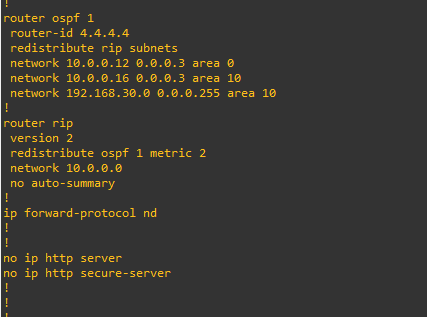 !
router ospf 1
 router-id 4.4.4.4
 redistribute rip subnets
 network 10.0.0.12 0.0.0.3 area 0
 network 10.0.0.16 0.0.0.3 area 10
 network 192.168.30.0 0.0.0.255 area 10
!
router rip
 version 2
 redistribute ospf 1 metric 2
 network 10.0.0.0
 no auto-summary
!
ip forward-protocol nd
!
!
no ip http server
no ip http secure-server
!
!
!